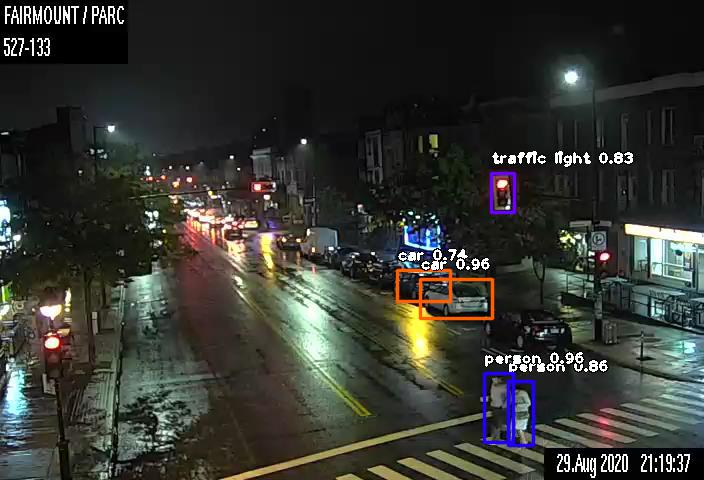 FAIRMOUNT / PARC
527-133
traffic light 0.83
car 0.74
car 0.96
person 0.96
person 0.86
29.Aug 2020 21:19:37